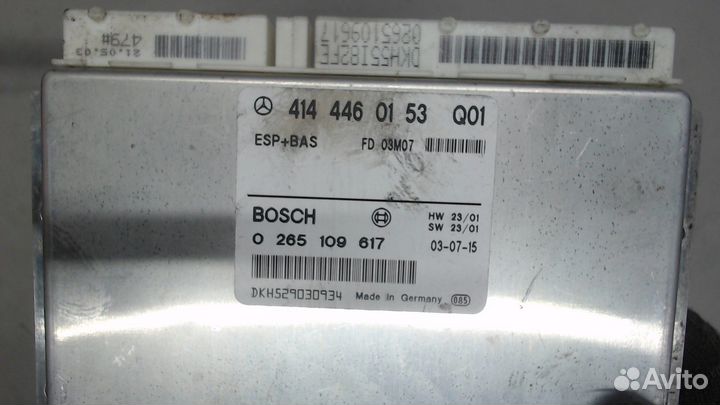 21.05.03
479#
DKH55I82FE
0265109617
414 446 01 53 Q01
ESP+BAS FD 03M07
BOSCH HW 23/01
SW 23/01
0 265 109 617 03-07-15
DKH529030934 Made in Germany 085
Avito